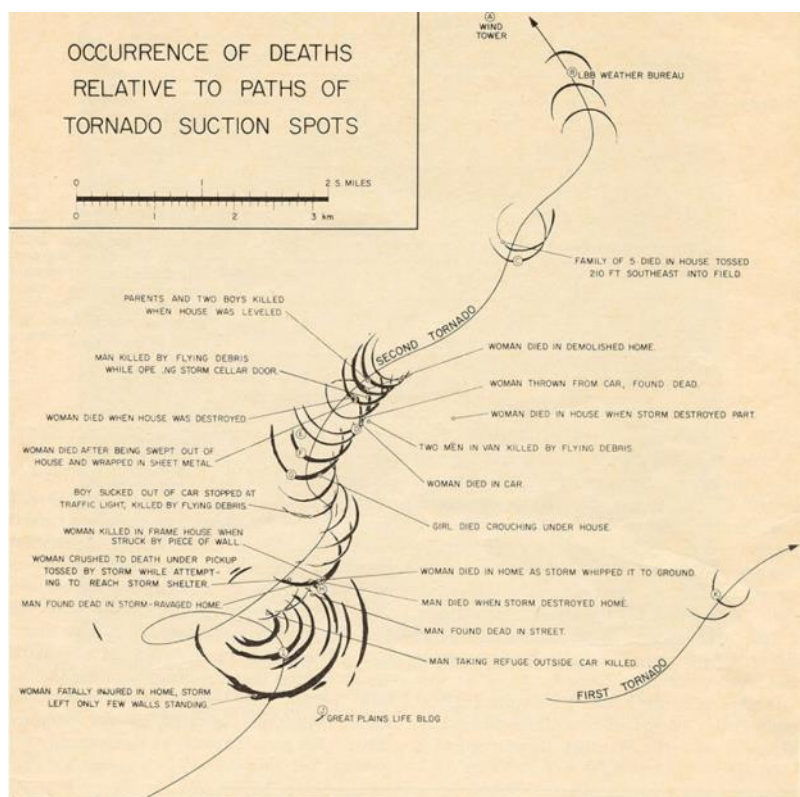 OCCURRENCE OF DEATHS
RELATIVE TO PATHS OF
TORNADO SUCTION SPOTS
0 1 2 S. MILES
0 1 2 3 km
A
WIND
TOWER
B LBB WEATHER BUREAU
C
FAMILY OF 5 DIED IN HOUSE TOSSED
210 FT SOUTHEAST INTO FIELD.
PARENTS AND TWO BOYS KILLED
WHEN HOUSE WAS LEVELED
SECOND TORNADO
WOMAN DIED IN DEMOLISHED HOME.
MAN KILLED BY FLYING DEBRIS
WHILE OPE NG STORM CELLAR DOOR.
WOMAN THROWN FROM CAR, FOUND DEAD.
WOMAN DIED WHEN HOUSE WAS DESTROYED
WOMAN DIED IN HOUSE WHEN STORM DESTROYED PART.
E
WOMAN DIED AFTER BEING SWEPT OUT OF
HOUSE AND WRAPPED IN SHEET METAL.
F
TWO MEN IN VAN KILLED BY FLYING DEBRIS.
WOMAN DIED IN CAR.
BOY SUCKED OUT OF CAR STOPPED AT
TRAFFIC LIGHT, KILLED BY FLYING DEBRIS
GIRL DIED CROUCHING UNDER HOUSE.
WOMAN KILLED IN FRAME HOUSE WHEN
STRUCK BY PIECE OF WALL.
WOMAN CRUSHED TO DEATH UNDER PICKUP
TOSSED BY STORM WHILE ATTEMPT-
ING TO REACH STORM SHELTER.
WOMAN DIED IN HOME AS STORM WHIPPED IT TO GROUND.
MAN FOUND DEAD IN STORM-RAVAGED HOME.
MAN DIED WHEN STORM DESTROYED HOME.
MAN FOUND DEAD IN STREET.
MAN TAKING REFUGE OUTSIDE CAR KILLED.
WOMAN FATALLY INJURED IN HOME, STORM
LEFT ONLY FEW WALLS STANDING.
FIRST TORNADO
J GREAT PLAINS LIFE BLDG